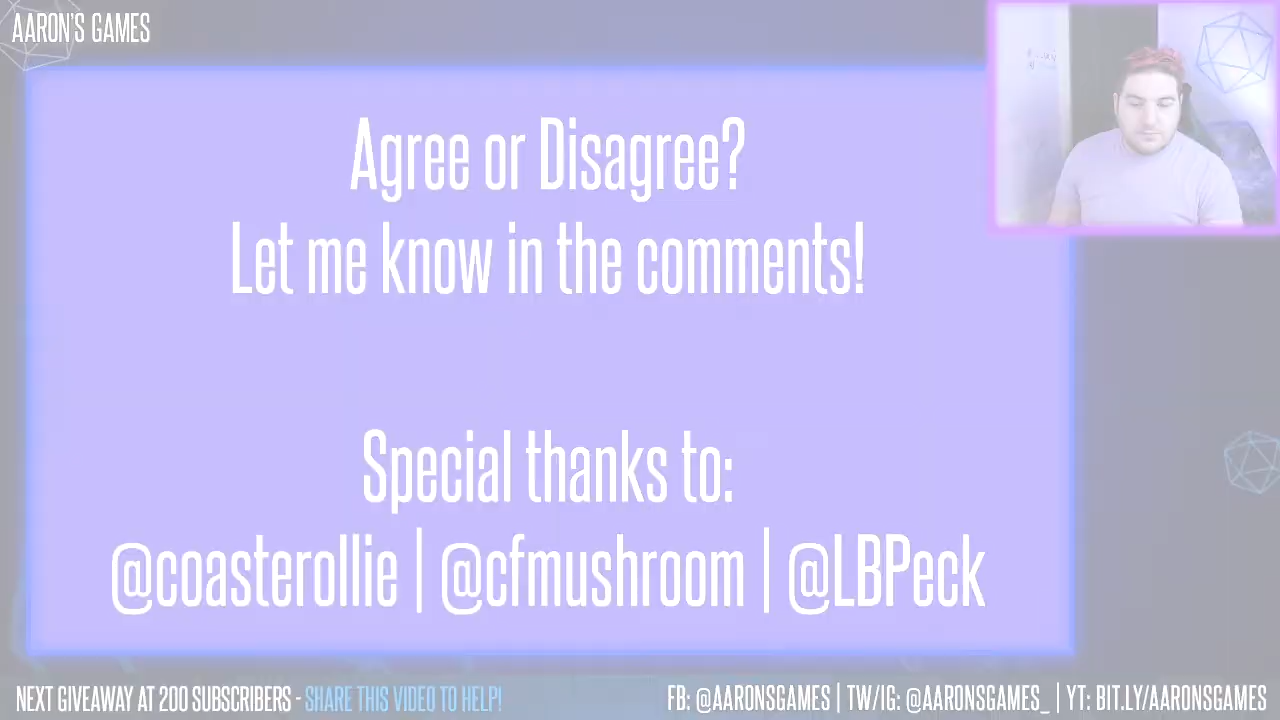 AARON'S GAMES
Agree or Disagree?
Let me know in the comments!
Special thanks to:
@coasterollie | @cfmushroom | @LBPeck
NEXT GIVEAWAY AT 200 SUBSCRIBERS - SHARE THIS VIDEO TO HELP!
FB: @AARONSGAMES | TW/IG: @AARONSGAMES_ | YT: BIT.LY/AARONSGAMES